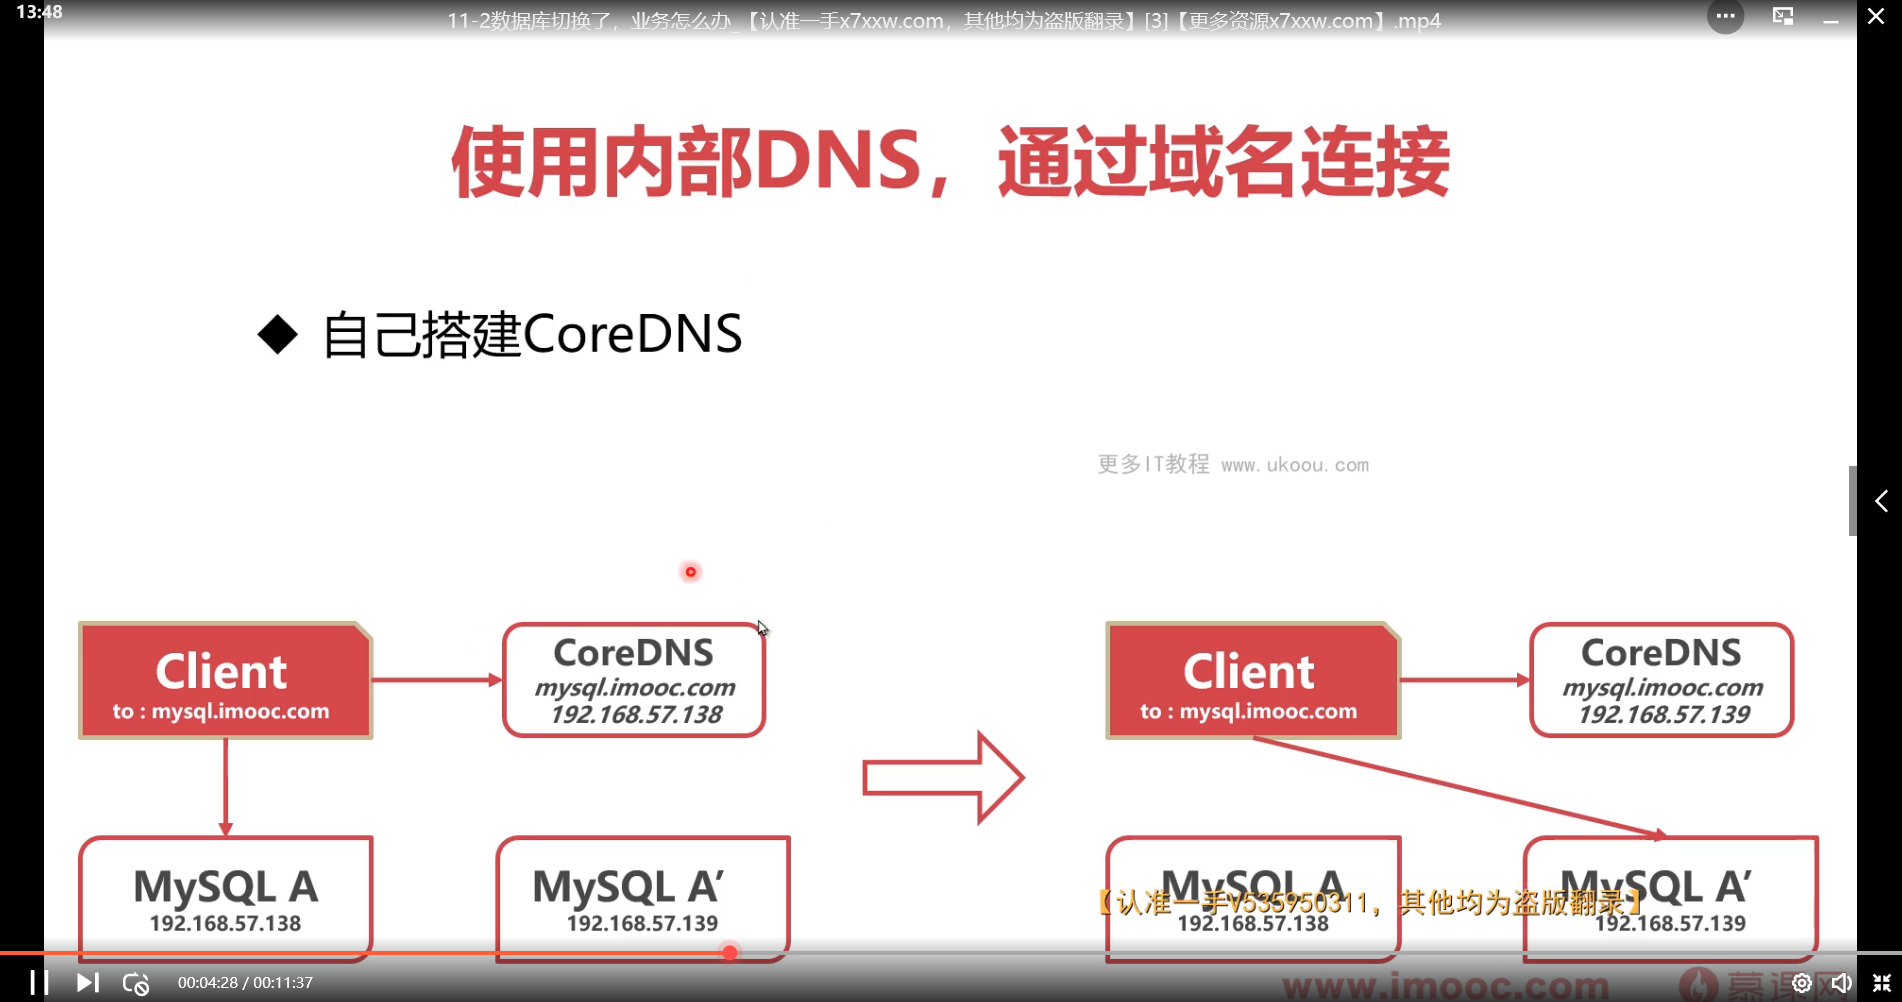 13:48
11-2数据库切换了，业务怎么办_【认准一手x7xxw.com，其他均为盗版翻录】[3]【更多资源x7xxw.com】.mp4
使用内部DNS，通过域名连接
自己搭建CoreDNS
更多IT教程 www.ukoou.com
Client
to : mysql.imooc.com
CoreDNS
mysql.imooc.com
192.168.57.138
MySQL A
192.168.57.138
MySQL A’
192.168.57.139
Client
to : mysql.imooc.com
CoreDNS
mysql.imooc.com
192.168.57.139
MySQL A
192.168.57.138
MySQL A’
192.168.57.139
【认准一手V535950311，其他均为盗版翻录】
00:04:28 / 00:11:37
www.imooc.com
慕课网